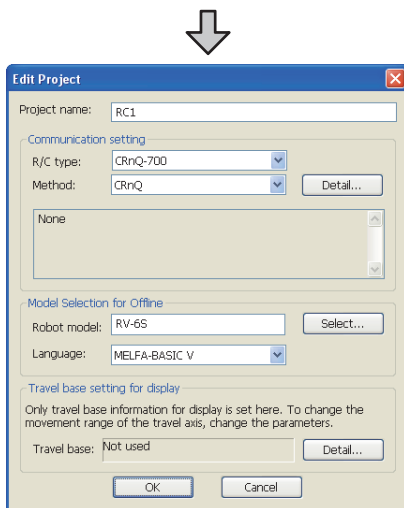 Edit Project
Project name: RC1
Communication setting
R/C type: CRnQ-700
Method: CRnQ Detail...
None
Model Selection for Offline
Robot model: RV-6S Select...
Language: MELFA-BASIC V
Travel base setting for display
Only travel base information for display is set here. To change the
movement range of the travel axis, change the parameters.
Travel base: Not used Detail...
OK Cancel